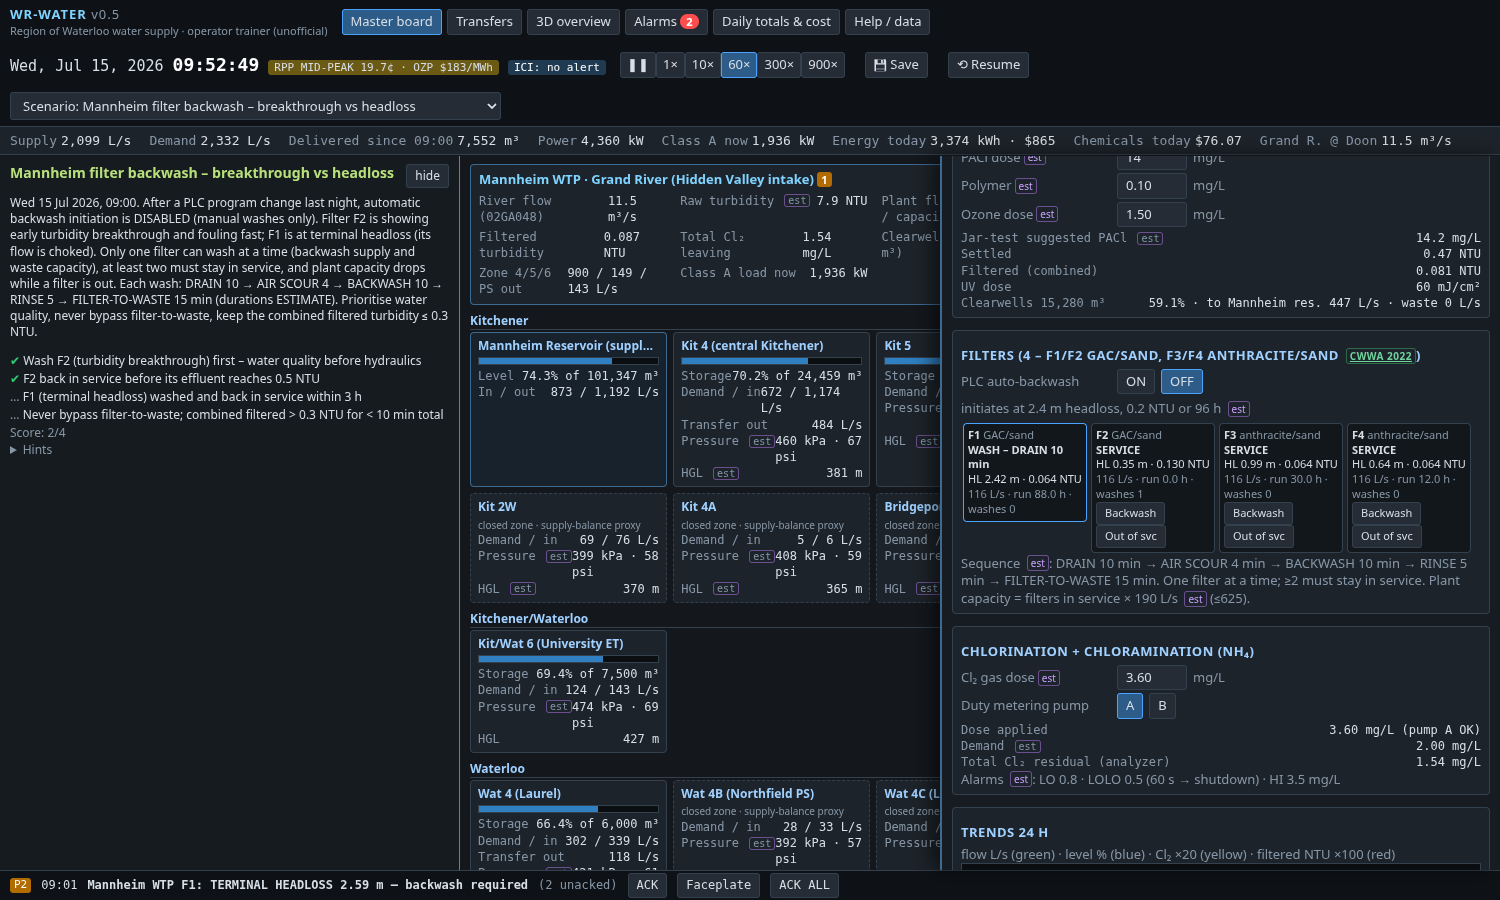 WR-WATER v0.5
Region of Waterloo water supply · operator trainer (unofficial)
Master board
Transfers
3D overview
Alarms 2
Daily totals & cost
Help / data
Wed, Jul 15, 2026 09:52:49
RPP MID-PEAK 19.7¢ · OZP $183/MWh
ICI: no alert
❚❚ 1× 10× 60× 300× 900×
💾 Save
⟲ Resume
Scenario: Mannheim filter backwash – breakthrough vs headloss
Supply 2,099 L/s Demand 2,332 L/s Delivered since 09:00 7,552 m³ Power 4,360 kW Class A now 1,936 kW Energy today 3,374 kWh · $865 Chemicals today $76.07 Grand R. @ Doon 11.5 m³/s
Mannheim filter backwash – breakthrough vs headloss
hide
Wed 15 Jul 2026, 09:00. After a PLC program change last night, automatic
backwash initiation is DISABLED (manual washes only). Filter F2 is showing
early turbidity breakthrough and fouling fast; F1 is at terminal headloss (its
flow is choked). Only one filter can wash at a time (backwash supply and
waste capacity), at least two must stay in service, and plant capacity drops
while a filter is out. Each wash: DRAIN 10 → AIR SCOUR 4 → BACKWASH 10 →
RINSE 5 → FILTER-TO-WASTE 15 min (durations ESTIMATE). Prioritise water
quality, never bypass filter-to-waste, keep the combined filtered turbidity ≤ 0.3
NTU.
✔ Wash F2 (turbidity breakthrough) first – water quality before hydraulics
✔ F2 back in service before its effluent reaches 0.5 NTU
… F1 (terminal headloss) washed and back in service within 3 h
… Never bypass filter-to-waste; combined filtered > 0.3 NTU for < 10 min total
Score: 2/4
▶ Hints
Mannheim WTP · Grand River (Hidden Valley intake) 1
River flow (02GA048) 11.5 m³/s
Raw turbidity est 7.9 NTU
Plant fl
/ capaci
Filtered turbidity 0.087 NTU
Total Cl₂ leaving 1.54 mg/L
Clearwel
m³)
Zone 4/5/6 PS out 900 / 149 / 143 L/s
Class A load now 1,936 kW
Kitchener
Mannheim Reservoir (suppl...
Level 74.3% of 101,347 m³
In / out 873 / 1,192 L/s
Kit 4 (central Kitchener)
Storage 70.2% of 24,459 m³
Demand / in 672 / 1,174 L/s
Transfer out 484 L/s
Pressure est 460 kPa · 67 psi
HGL est 381 m
Kit 5
Storage
Demand /
Pressure
HGL est
Kit 2W
closed zone · supply-balance proxy
Demand / in 69 / 76 L/s
Pressure est 399 kPa · 58 psi
HGL est 370 m
Kit 4A
closed zone · supply-balance proxy
Demand / in 5 / 6 L/s
Pressure est 408 kPa · 59 psi
HGL est 365 m
Bridgepo
closed zone
Demand /
Pressure
HGL est
Kitchener/Waterloo
Kit/Wat 6 (University ET)
Storage 69.4% of 7,500 m³
Demand / in 124 / 143 L/s
Pressure est 474 kPa · 69 psi
HGL 427 m
Waterloo
Wat 4 (Laurel)
Storage 66.4% of 6,000 m³
Demand / in 302 / 339 L/s
Transfer out 118 L/s
Wat 4B (Northfield PS)
closed zone · supply-balance proxy
Demand / in 28 / 33 L/s
Pressure est 392 kPa · 57 psi
Wat 4C (L
closed zone
Demand /
Pressure
PACl dose est 14 mg/L
Polymer est 0.10 mg/L
Ozone dose est 1.50 mg/L
Jar-test suggested PACl est 14.2 mg/L
Settled 0.47 NTU
Filtered (combined) 0.081 NTU
UV dose 60 mJ/cm²
Clearwells 15,280 m³ 59.1% · to Mannheim res. 447 L/s · waste 0 L/s
FILTERS (4 – F1/F2 GAC/SAND, F3/F4 ANTHRACITE/SAND CWWA 2022)
PLC auto-backwash ON OFF
initiates at 2.4 m headloss, 0.2 NTU or 96 h est
F1 GAC/sand
WASH – DRAIN 10 min
HL 2.42 m · 0.064 NTU
116 L/s · run 88.0 h ·
washes 0
F2 GAC/sand
SERVICE
HL 0.35 m · 0.130 NTU
116 L/s · run 0.0 h ·
washes 1
Backwash
Out of svc
F3 anthracite/sand
SERVICE
HL 0.99 m · 0.064 NTU
116 L/s · run 30.0 h ·
washes 0
Backwash
Out of svc
F4 anthracite/sand
SERVICE
HL 0.64 m · 0.064 NTU
116 L/s · run 12.0 h ·
washes 0
Backwash
Out of svc
Sequence est: DRAIN 10 min → AIR SCOUR 4 min → BACKWASH 10 min → RINSE 5
min → FILTER-TO-WASTE 15 min. One filter at a time; ≥2 must stay in service. Plant
capacity = filters in service × 190 L/s est (≤625).
CHLORINATION + CHLORAMINATION (NH₄)
Cl₂ gas dose est 3.60 mg/L
Duty metering pump A B
Dose applied 3.60 mg/L (pump A OK)
Demand est 2.00 mg/L
Total Cl₂ residual (analyzer) 1.54 mg/L
Alarms est: LO 0.8 · LOLO 0.5 (60 s → shutdown) · HI 3.5 mg/L
TRENDS 24 H
flow L/s (green) · level % (blue) · Cl₂ ×20 (yellow) · filtered NTU ×100 (red)
P2 09:01 Mannheim WTP F1: TERMINAL HEADLOSS 2.59 m — backwash required (2 unacked) ACK Faceplate ACK ALL